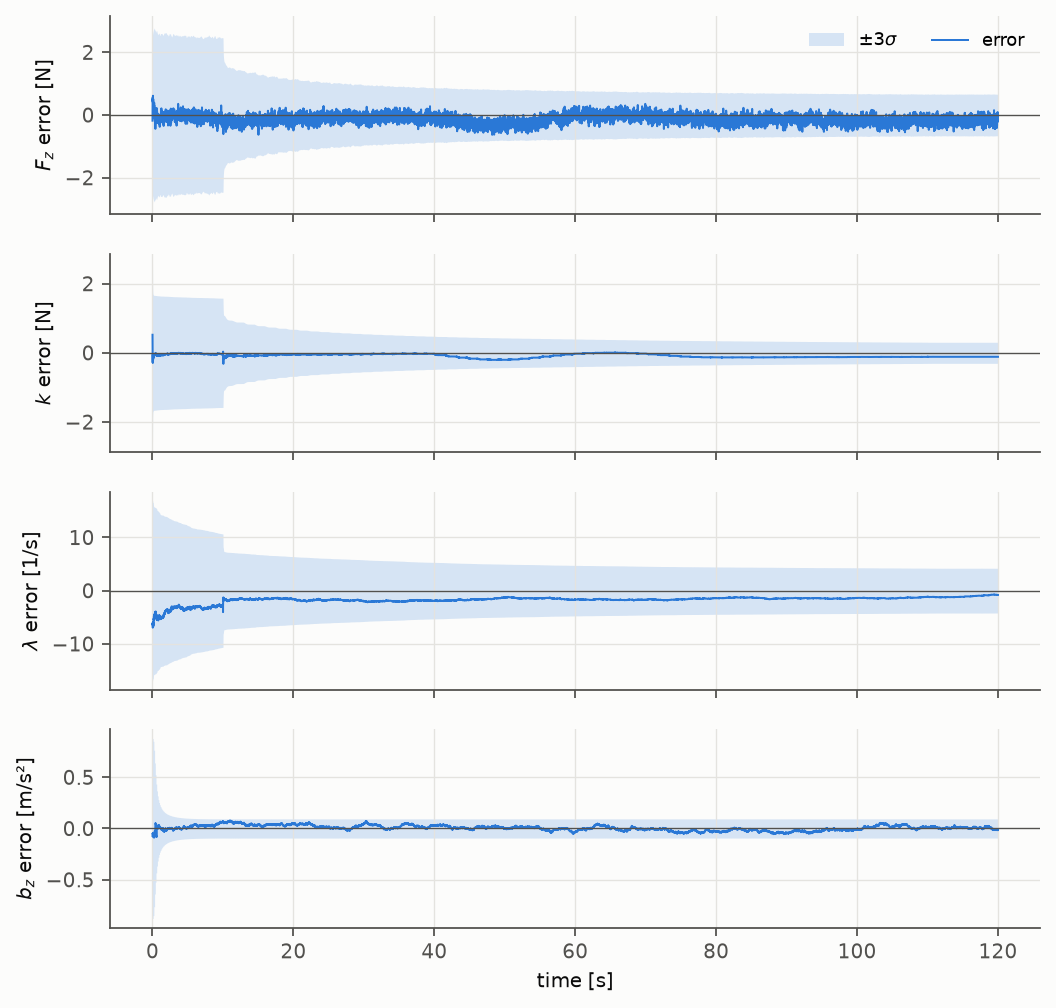 ±3σ error
F_z error [N]
2
0
−2
k error [N]
2
0
−2
λ error [1/s]
10
0
−10
b_z error [m/s²]
0.5
0.0
−0.5
0 20 40 60 80 100 120
time [s]